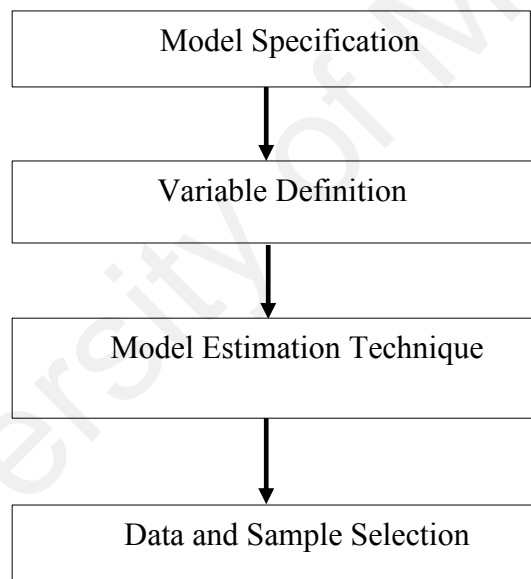 Model Specification
Variable Definition
Model Estimation Technique
Data and Sample Selection